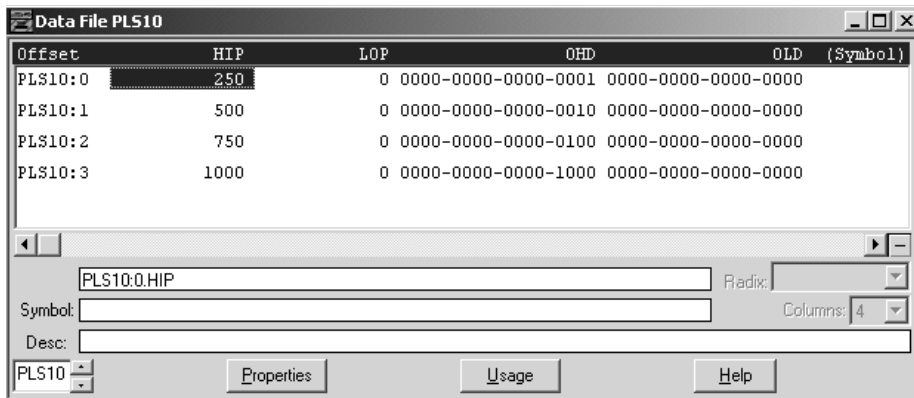 Data File PLS10
Offset HIP LOP OHD OLD (Symbol)
PLS10:0 250 0 0000-0000-0000-0001 0000-0000-0000-0000
PLS10:1 500 0 0000-0000-0000-0010 0000-0000-0000-0000
PLS10:2 750 0 0000-0000-0000-0100 0000-0000-0000-0000
PLS10:3 1000 0 0000-0000-0000-1000 0000-0000-0000-0000
PLS10:0.HIP Radix:
Symbol: Columns: 4
Desc:
PLS10 Properties Usage Help